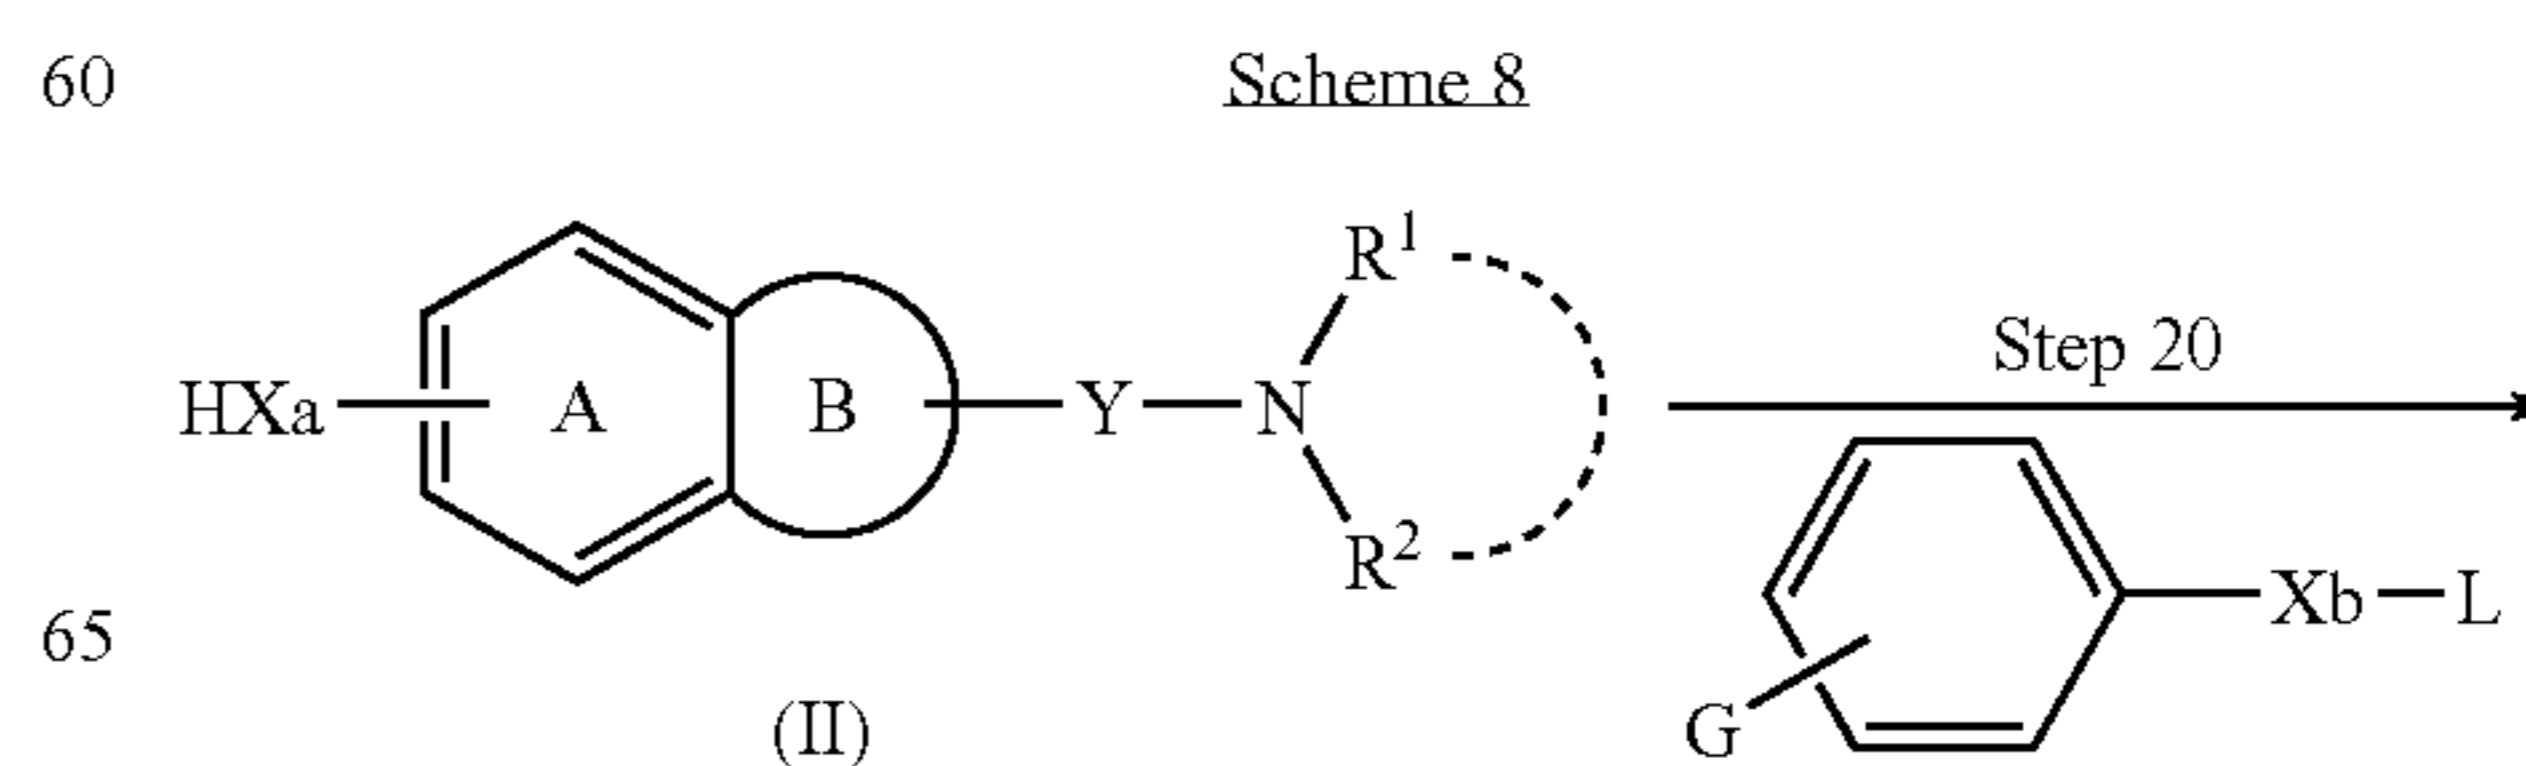 60
Scheme 8
R¹
Step 20
HXa A B Y N
R²
Xb L
65
G
(II)